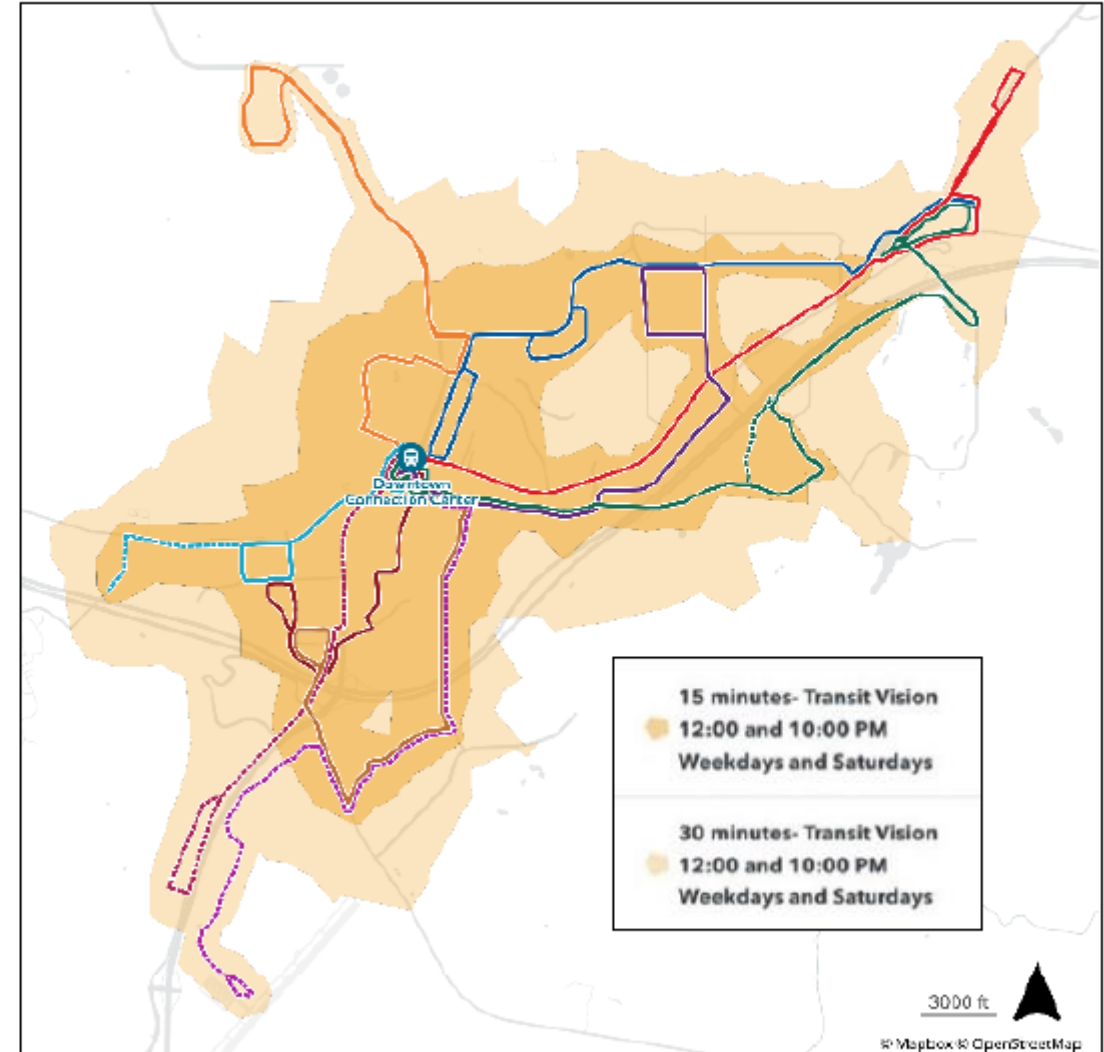 Downtown
Connection Center
15 minutes- Transit Vision
12:00 and 10:00 PM
Weekdays and Saturdays
30 minutes- Transit Vision
12:00 and 10:00 PM
Weekdays and Saturdays
3000 ft
© Mapbox © OpenStreetMap